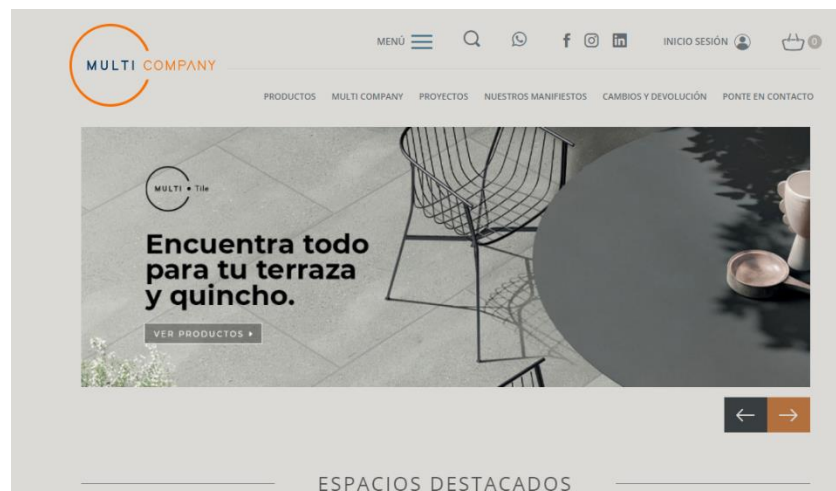 MULTI COMPANY
MENÚ
INICIO SESIÓN
0
PRODUCTOS MULTI COMPANY PROYECTOS NUESTROS MANIFIESTOS CAMBIOS Y DEVOLUCIÓN PONTE EN CONTACTO
MULTI • Tile
Encuentra todo
para tu terraza
y quincho.
VER PRODUCTOS
ESPACIOS DESTACADOS